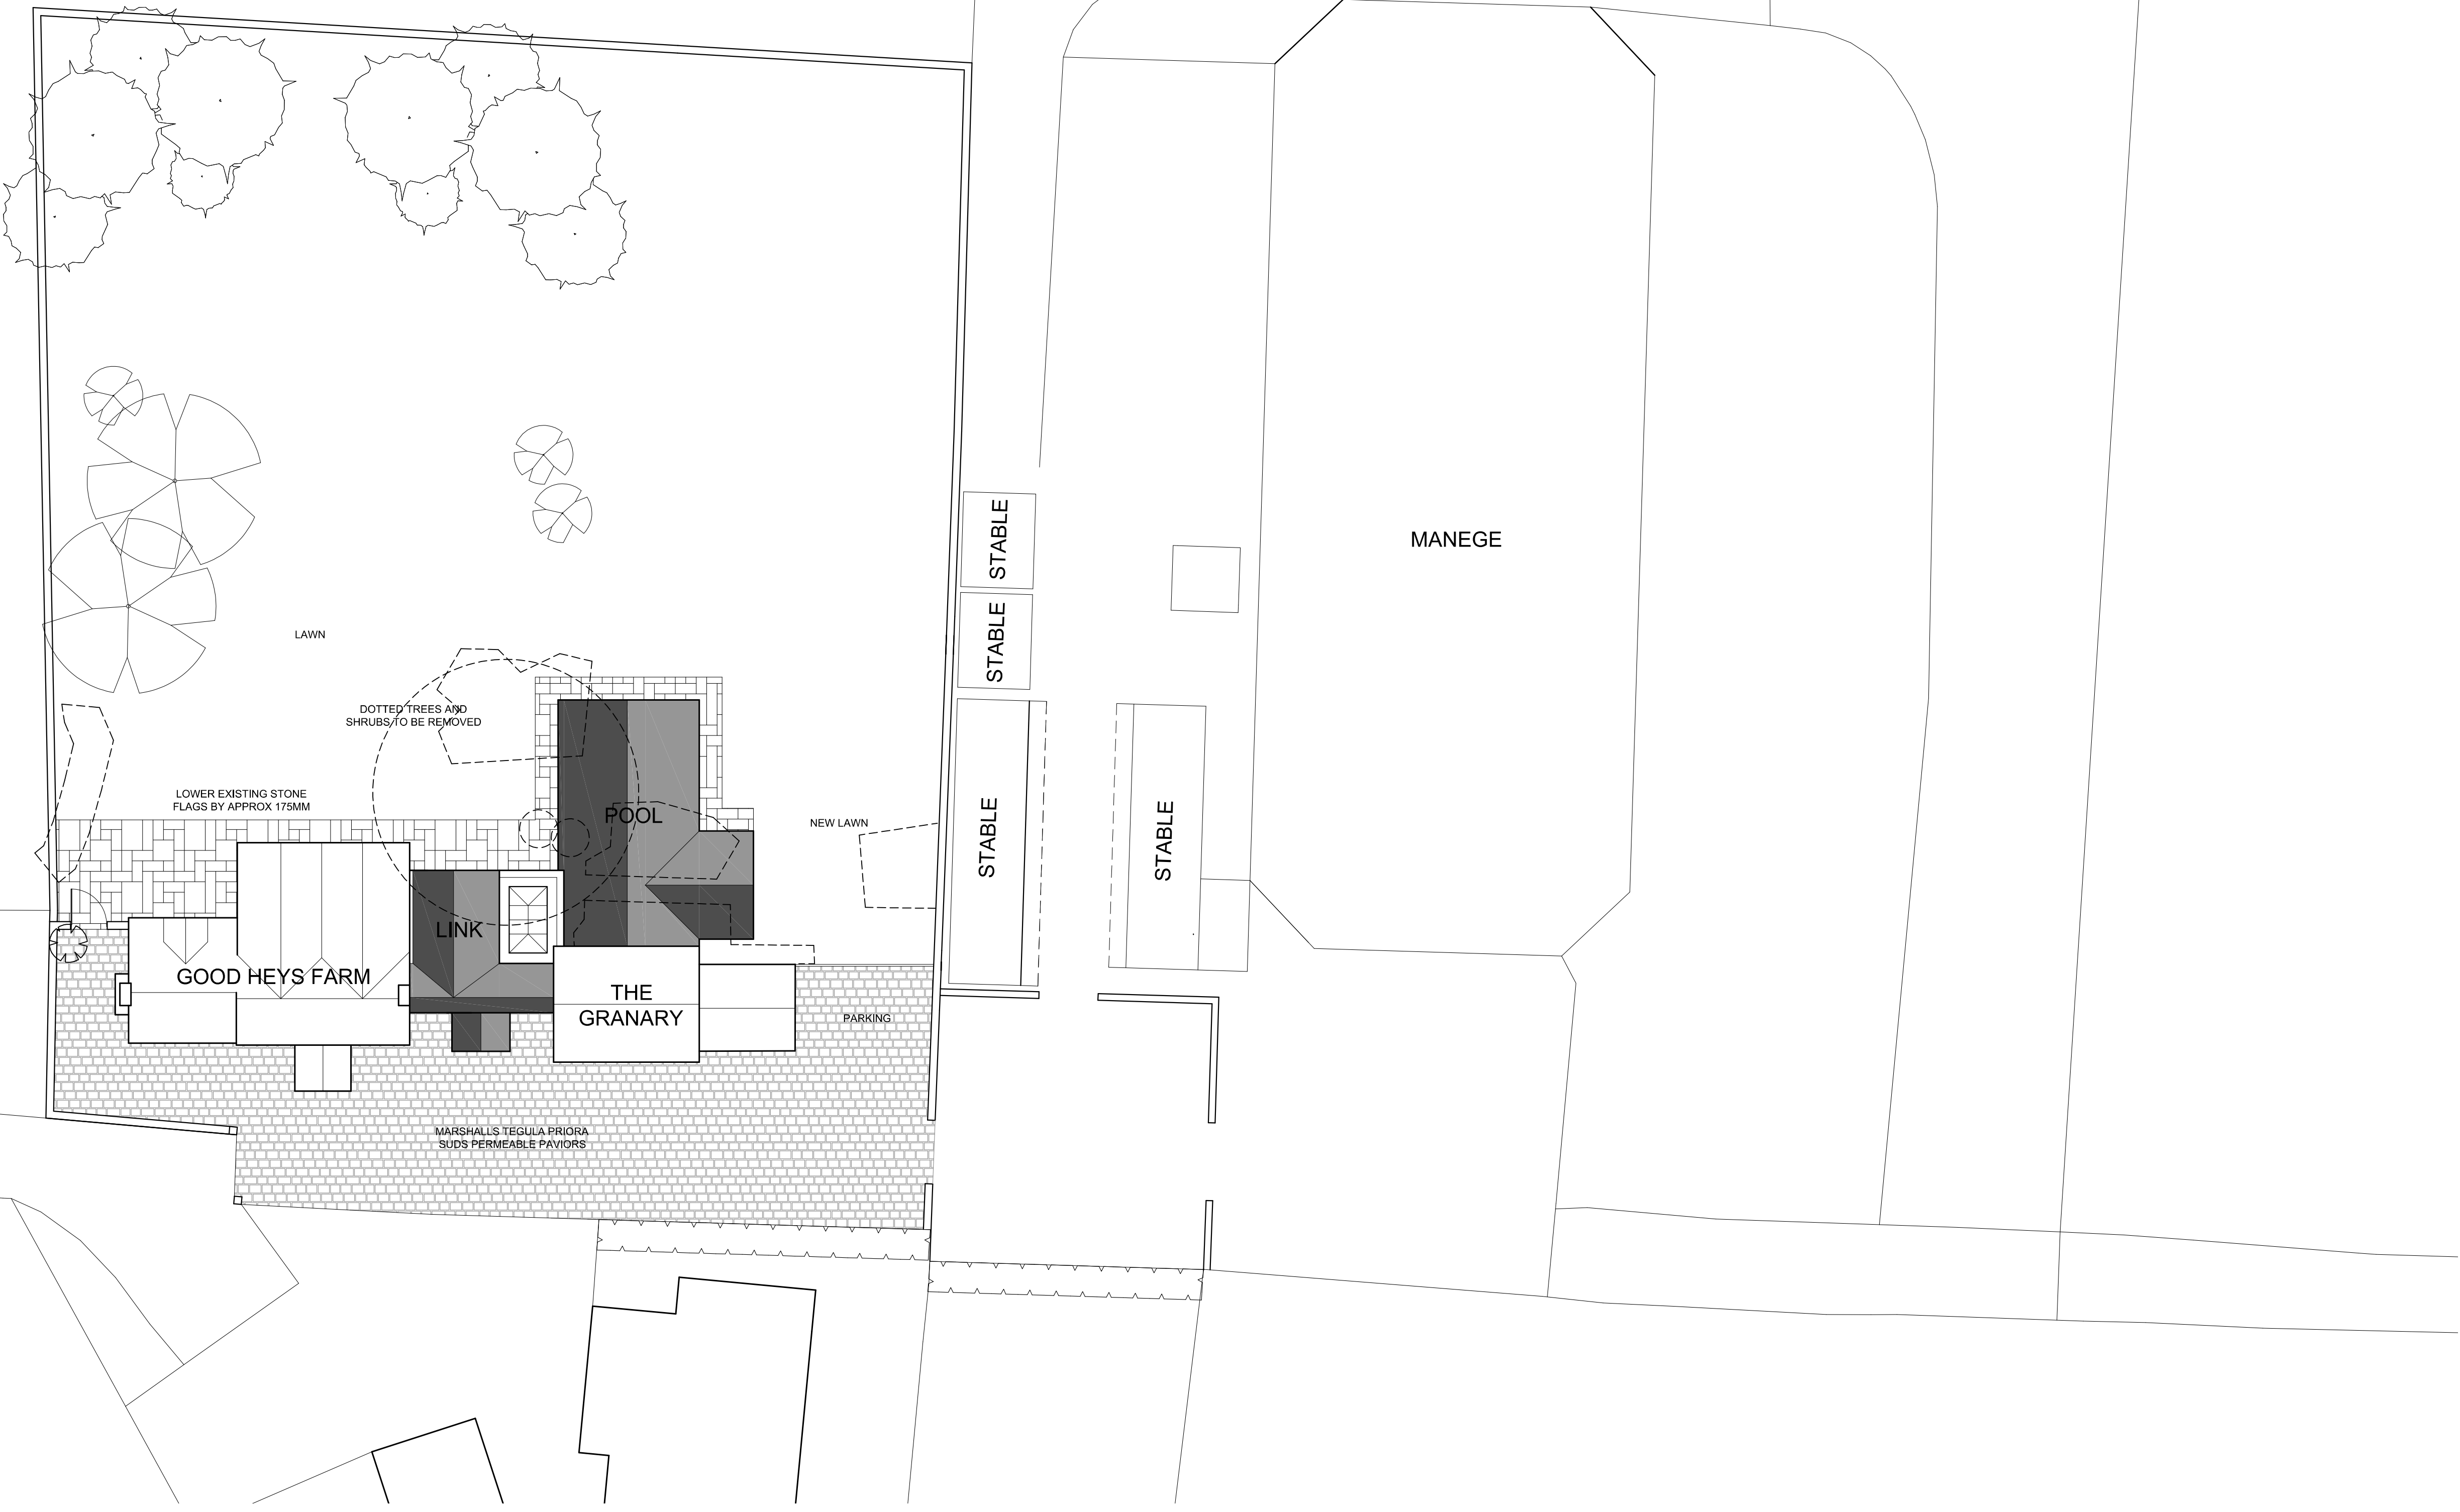 MANEGE
STABLE
STABLE
LAWN
DOTTED TREES AND
SHRUBS TO BE REMOVED
LOWER EXISTING STONE
FLAGS BY APPROX 175MM
POOL
NEW LAWN
STABLE
STABLE
LINK
GOOD HEYS FARM
THE
GRANARY
PARKING
MARSHALLS TEGULA PRIORA
SUDS PERMEABLE PAVIORS